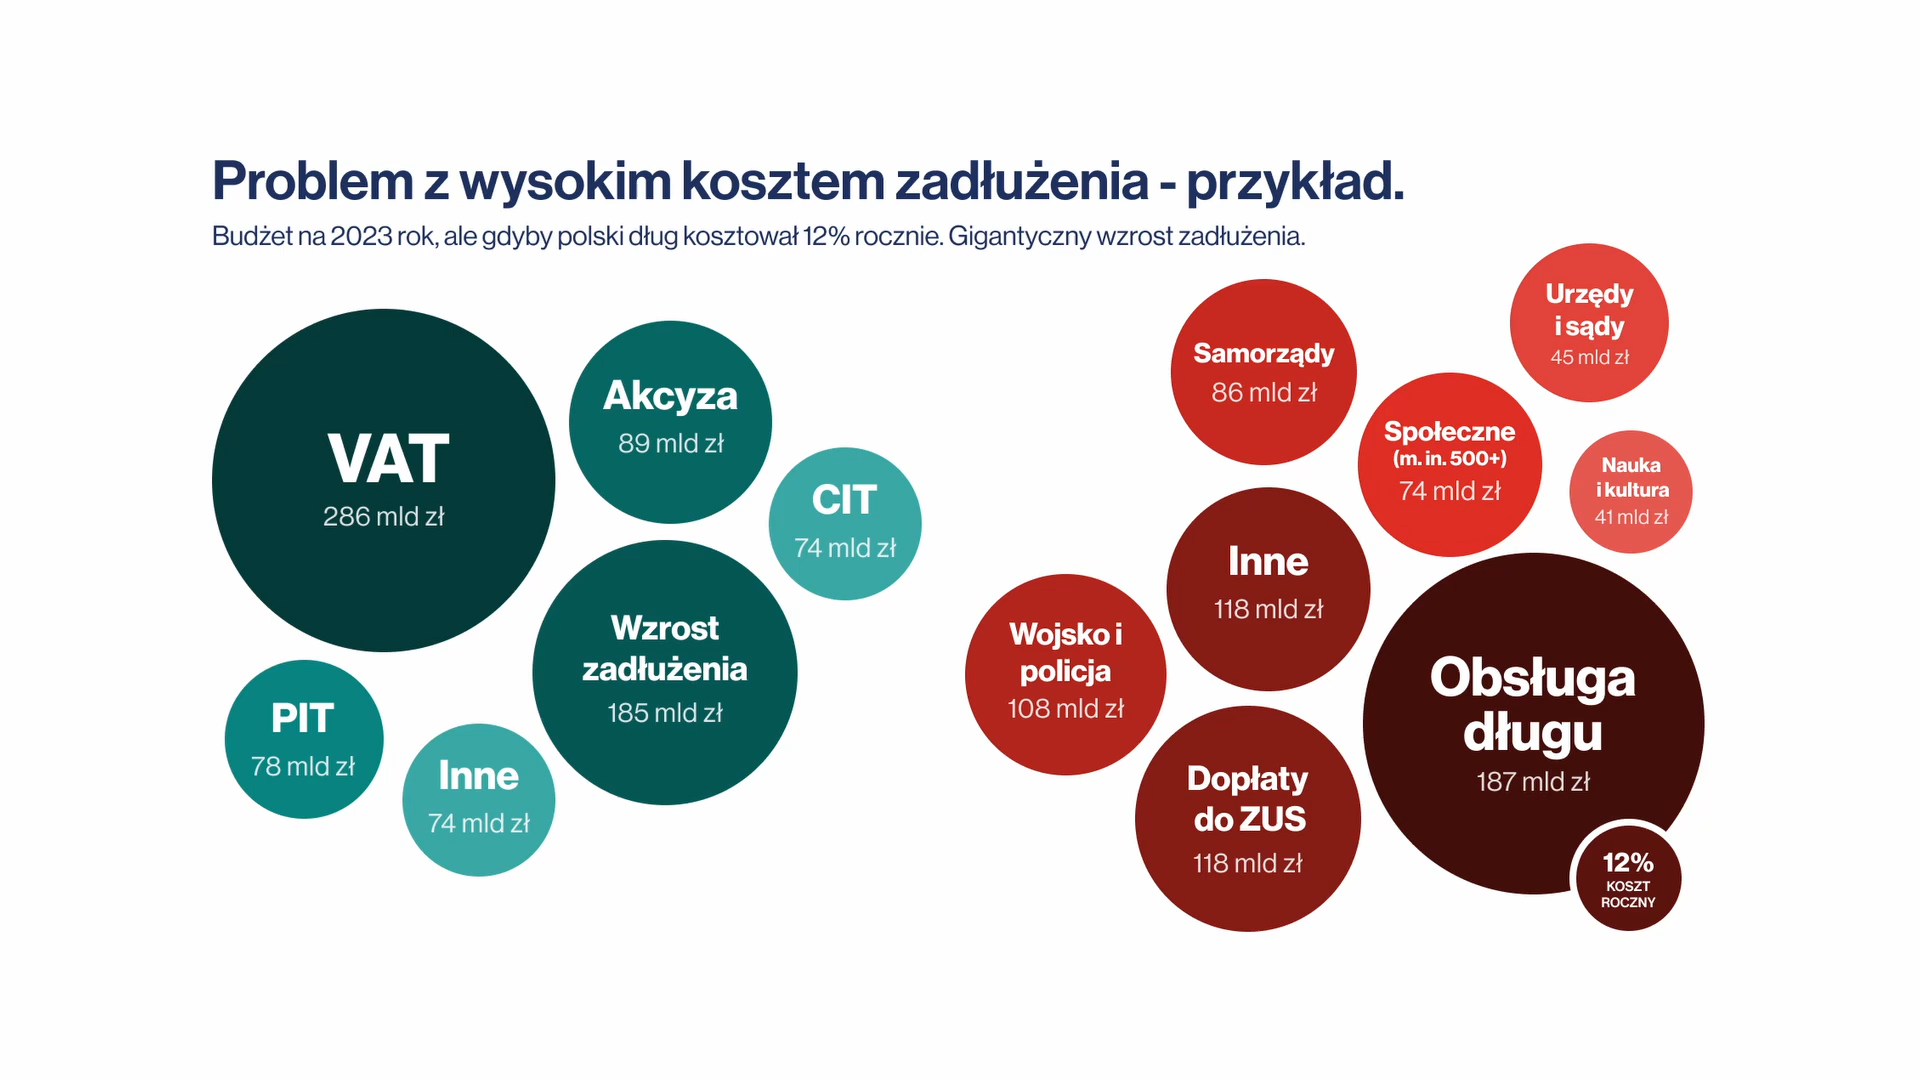 Problem z wysokim kosztem zadłużenia - przykład.
Budżet na 2023 rok, ale gdyby polski dług kosztował 12% rocznie. Gigantyczny wzrost zadłużenia.
VAT
286 mld zł
Akcyza
89 mld zł
CIT
74 mld zł
Wzrost
zadłużenia
185 mld zł
PIT
78 mld zł
Inne
74 mld zł
Samorządy
86 mld zł
Urzędy
i sądy
45 mld zł
Społeczne
(m. in. 500+)
74 mld zł
Nauka
i kultura
41 mld zł
Inne
118 mld zł
Wojsko i
policja
108 mld zł
Obsługa
długu
187 mld zł
Dopłaty
do ZUS
118 mld zł
12%
KOSZT
ROCZNY